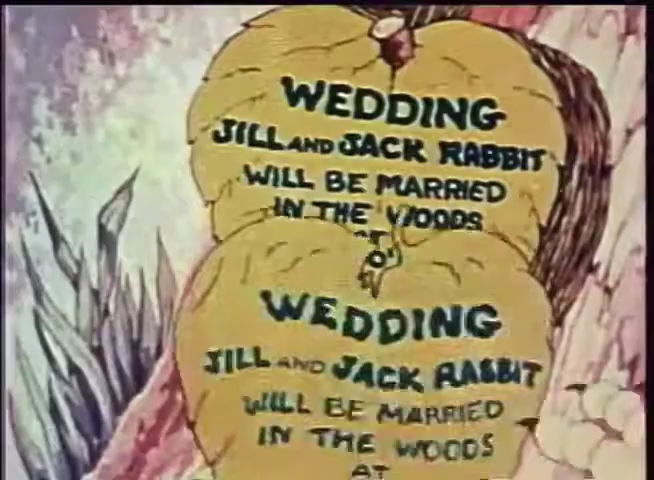 WEDDING
JILL AND JACK RABBIT
WILL BE MARRIED
IN THE WOODS
AT
WEDDING
JILL AND JACK RABBIT
WILL BE MARRIED
IN THE WOODS
AT